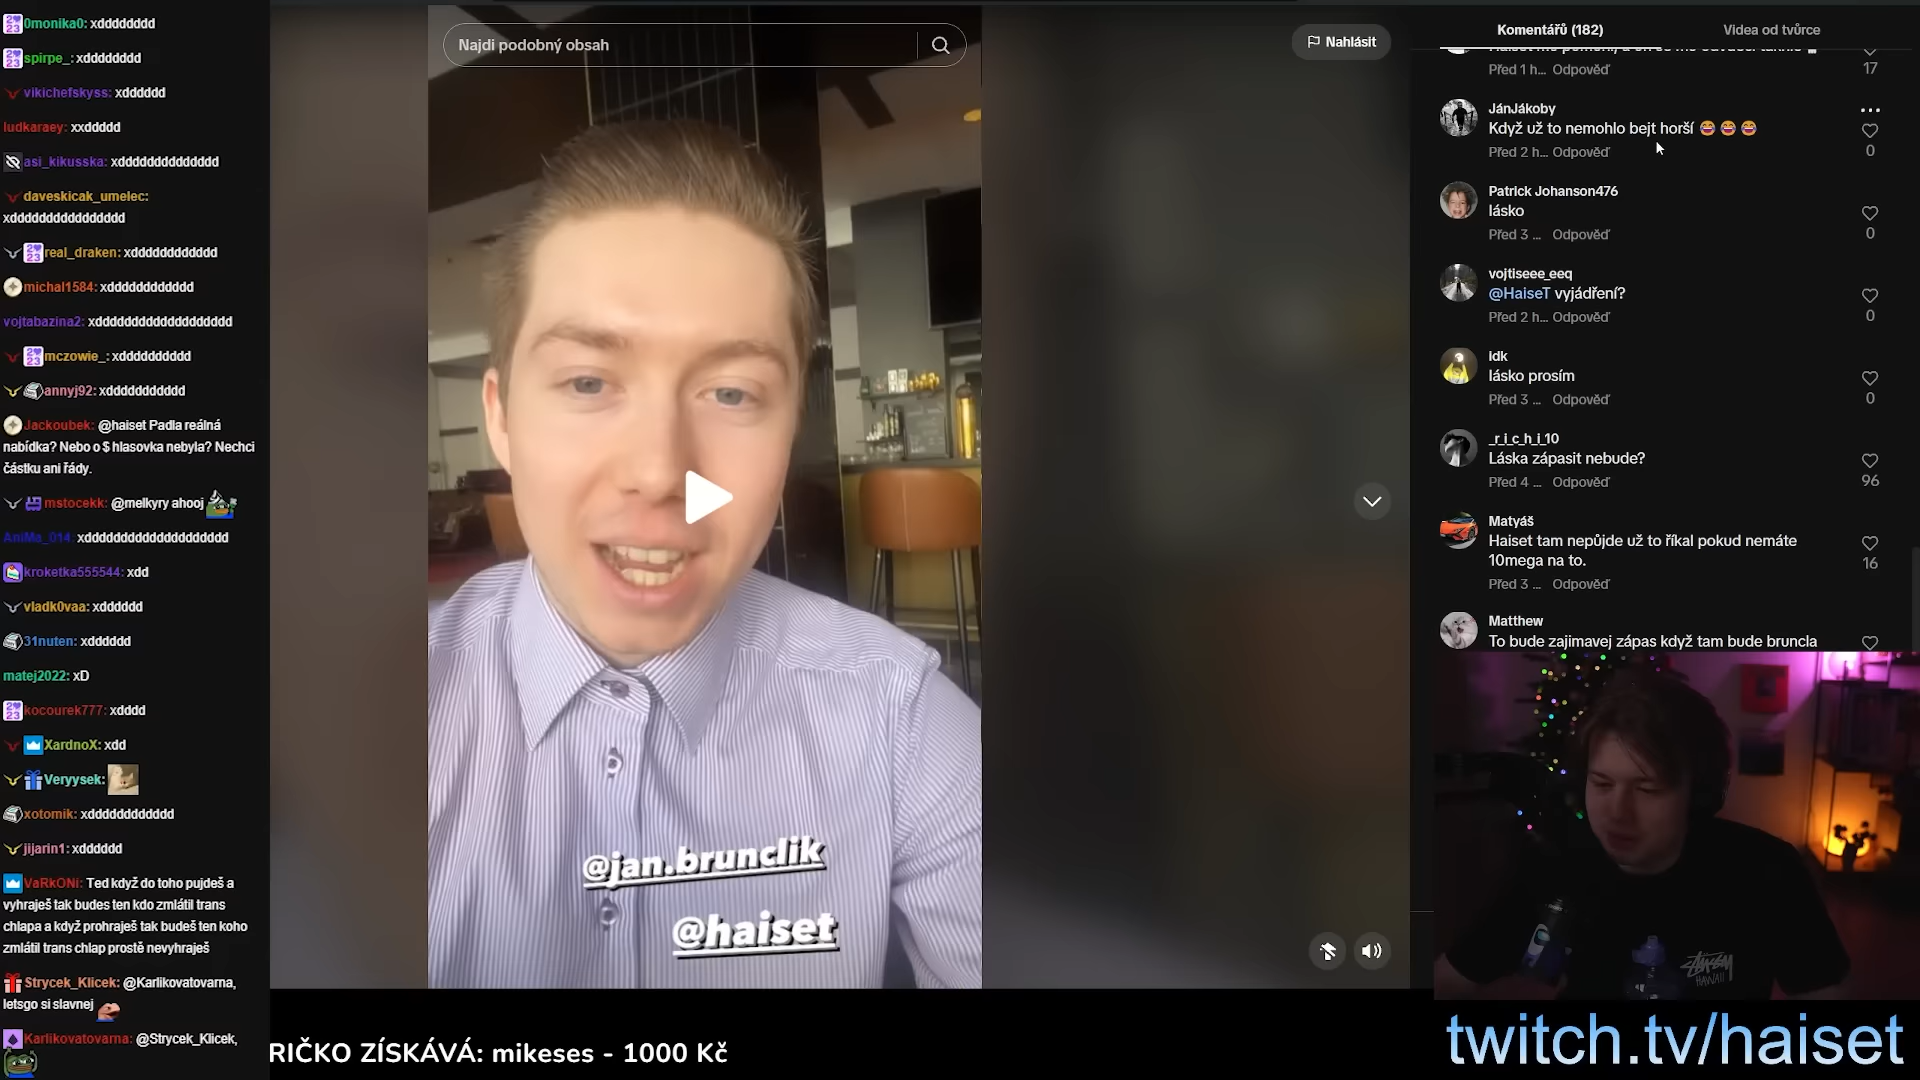 0monika0: xdddddddd
spirpe_: xdddddddd
vikichefskyss: xdddddd
ludkaraey: xxddddd
asi_kikusska: xdddddddddddddd
daveskicak_umelec:
xdddddddddddddddd
real_draken: xdddddddddddd
michal1584: xdddddddddddd
vojtabazina2: xdddddddddddddddddd
mczowie_: xdddddddddd
annyj92: xddddddddddd
Jackoubek: @haiset Padla reálná
nabídka? Nebo o $ hlasovka nebyla? Nechci
částku ani řády.
mstocekk: @melkyry ahooj
AniMa_014: xdddddddddddddddddddd
kroketka555544: xdd
vladk0vaa: xdddddd
31nuten: xdddddd
matej2022: xD
kocourek777: xdddd
XardnoX: xdd
Veryysek:
xotomik: xdddddddddddd
jijarin1: xdddddd
VaRkONi: Ted když do toho pujdeš a
vyhraješ tak budes ten kdo zmlátil trans
chlapa a když prohraješ tak budeš ten koho
zmlátil trans chlap prostě nevyhraješ
Strycek_Klicek: @Karlikovatovarna,
letsgo si slavnej
Karlikovatovarna: @Strycek_Klicek,
Najdi podobný obsah
Nahlásit
@jan.brunclik
@haiset
RIČKO ZÍSKÁVÁ: mikeses - 1000 Kč
Komentářů (182)
Videa od tvůrce
Před 1 h... Odpověď
17
JánJákoby
Když už to nemohlo bejt horší
Před 2 h... Odpověď
0
Patrick Johanson476
lásko
Před 3 ... Odpověď
0
vojtiseee_eeq
@HaiseT vyjádření?
Před 2 h... Odpověď
0
idk
lásko prosím
Před 3 ... Odpověď
0
_r_i_c_h_i_10
Láska zápasit nebude?
Před 4 ... Odpověď
96
Matyáš
Haiset tam nepůjde už to říkal pokud nemáte
10mega na to.
16
Před 3 ... Odpověď
Matthew
To bude zajimavej zápas když tam bude bruncla
STUSSY
HAWAII
twitch.tv/haiset